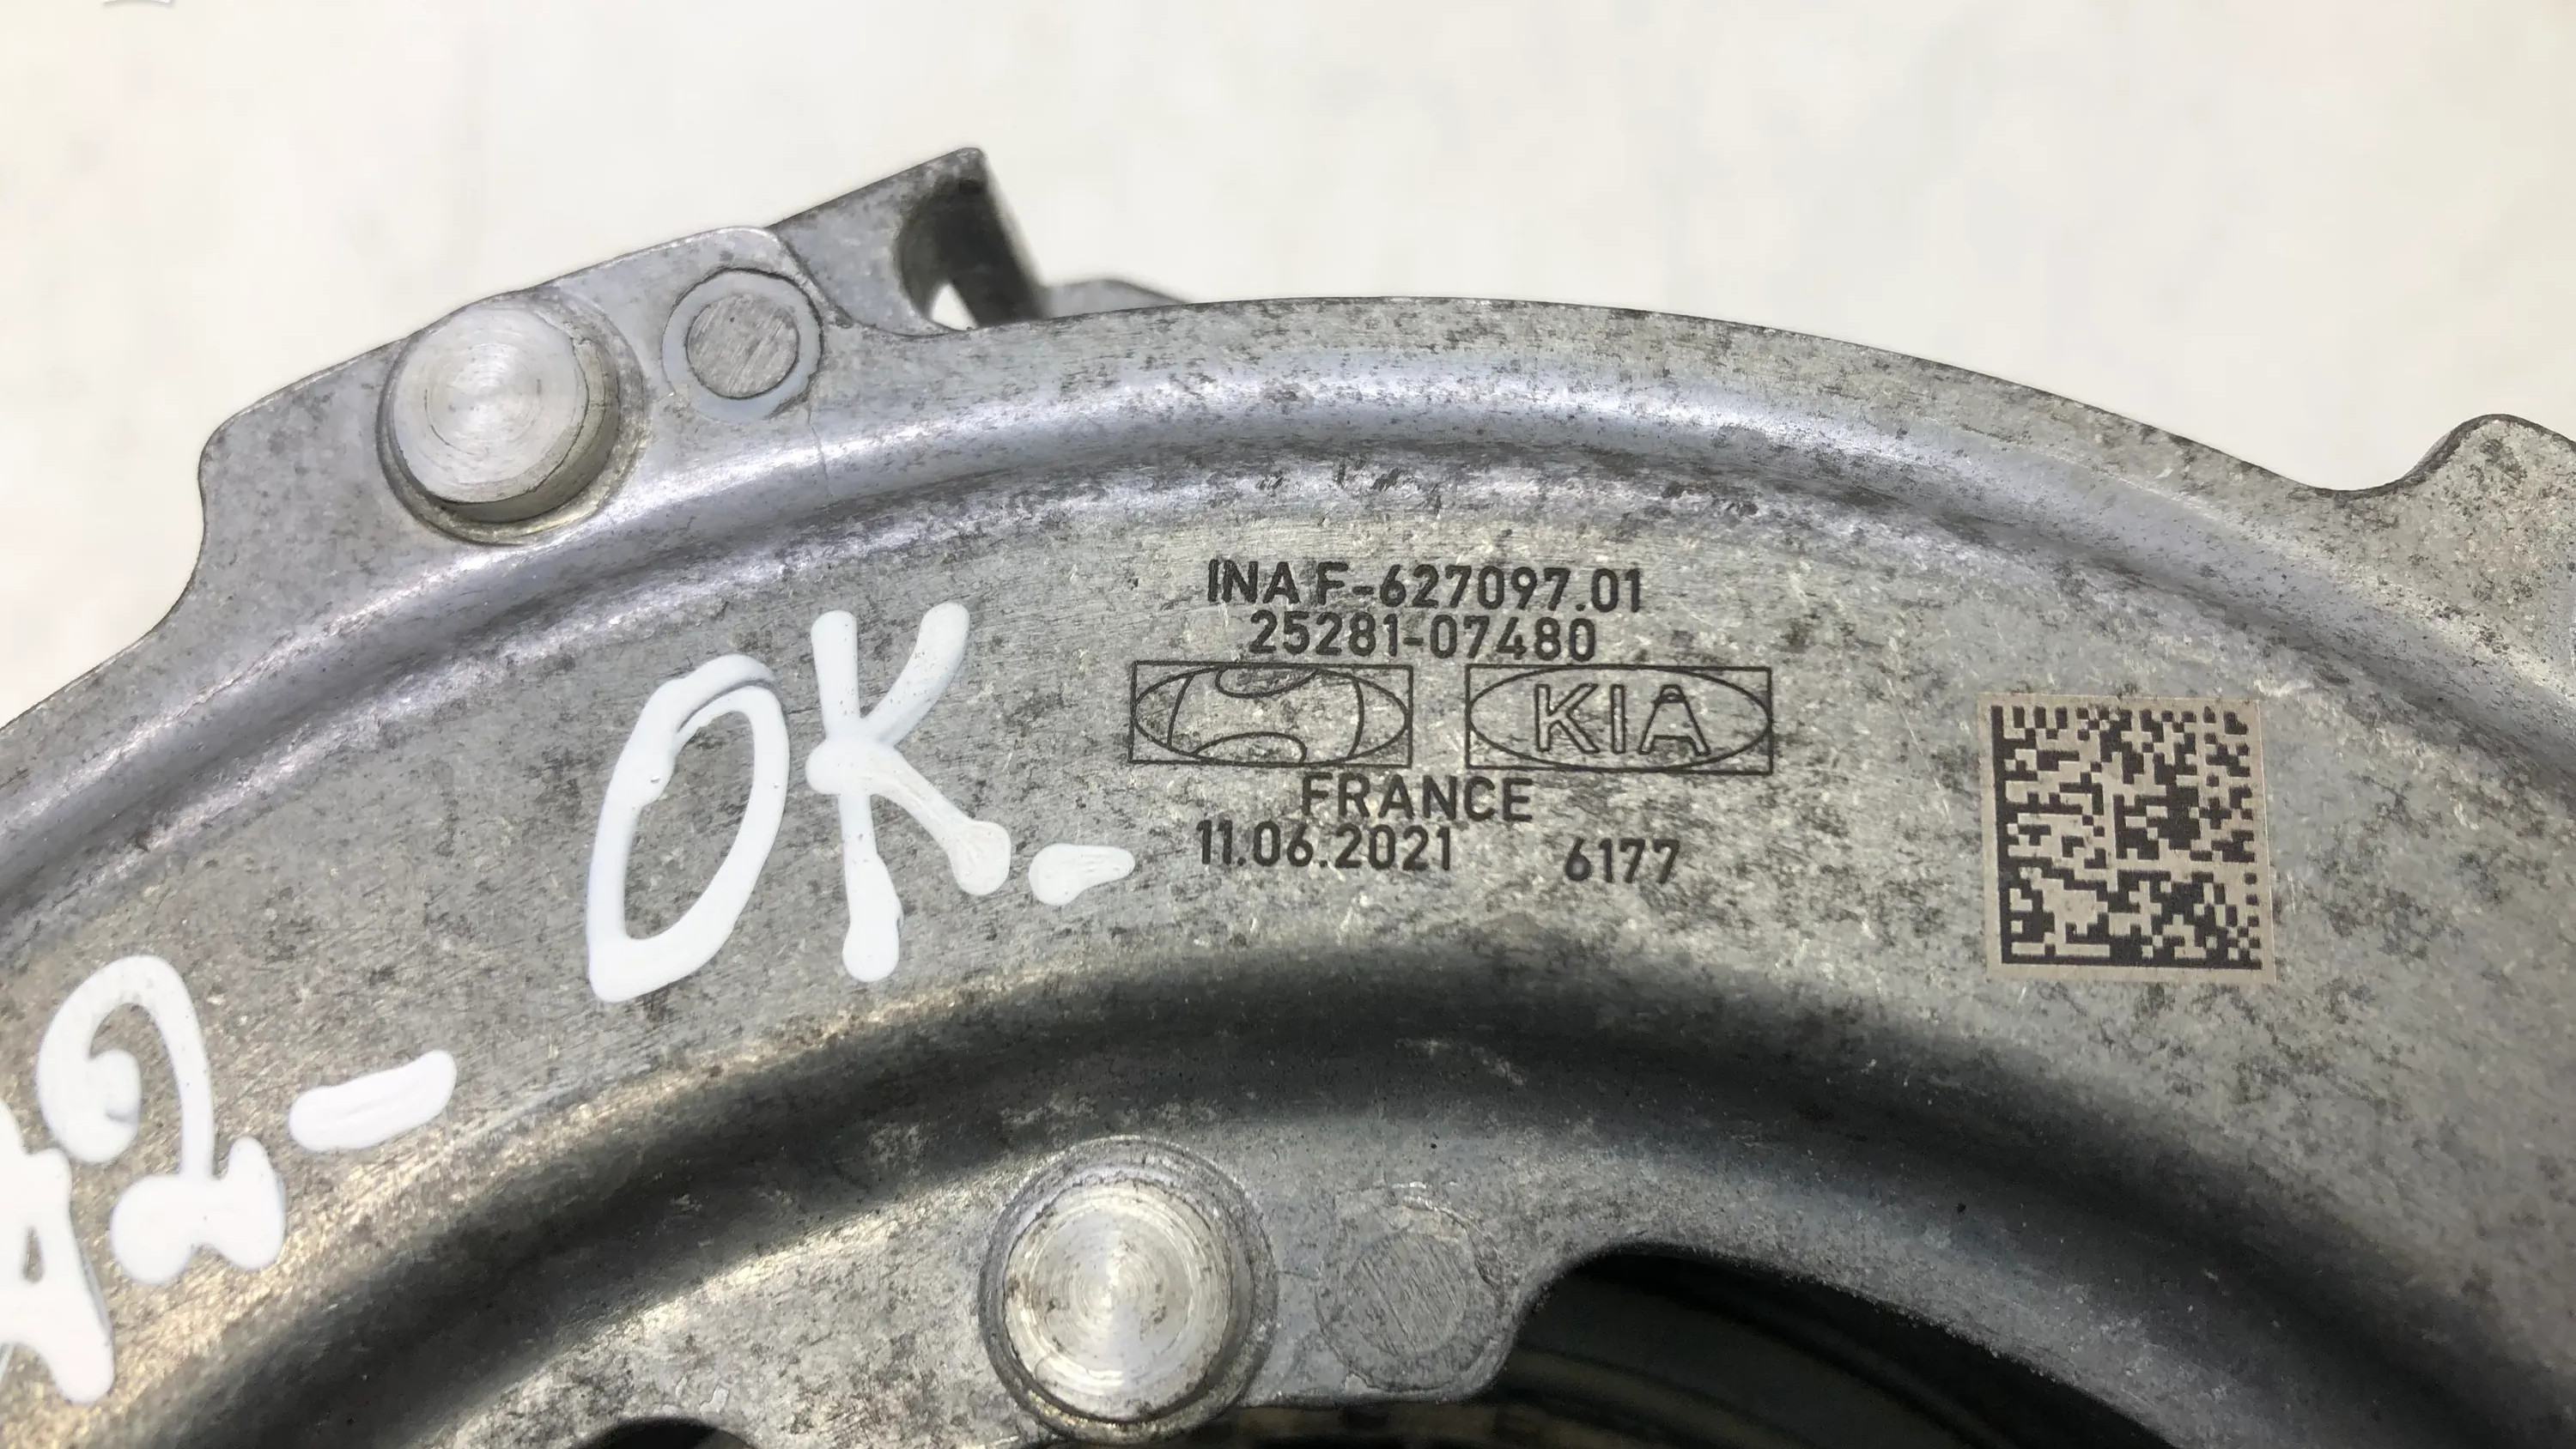 INA F-627097.01
25281-07480
KIA
FRANCE
11.06.2021 6177
OK-